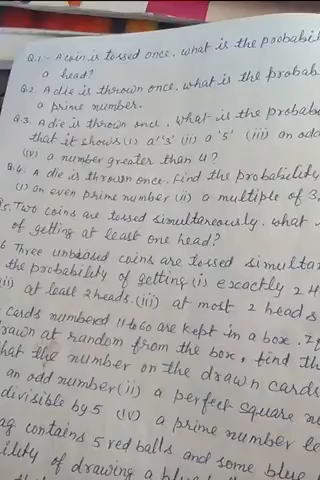 Q.1 - A coin is tossed once. what is the probabil
a head?
Q.2. A die is thrown once. what is the probab
a prime number.
Q.3. A die is thrown once. what is the probabi
that it shows (i) a '3' (ii) a '5' (iii) an odd
(iv) a number greater than 4?
Q.4. A die is thrown once. Find the probability
(i) an even prime number (ii) a multiple of 3.
5. Two coins are tossed simultaneously. what
of getting at least one head?
6 Three unbiased coins are tossed simulta
the probability of getting (i) exactly 2 H
(ii) at least 2 heads (iii) at most 2 heads
cards numbered 11 to 60 are kept in a box.
rawn at random from the box. find th
hat the number on the drawn cards
an odd number (ii) a perfect square nu
divisible by 5 (iv) a prime number le
ag contains 5 red balls and some blue
ility of drawing a